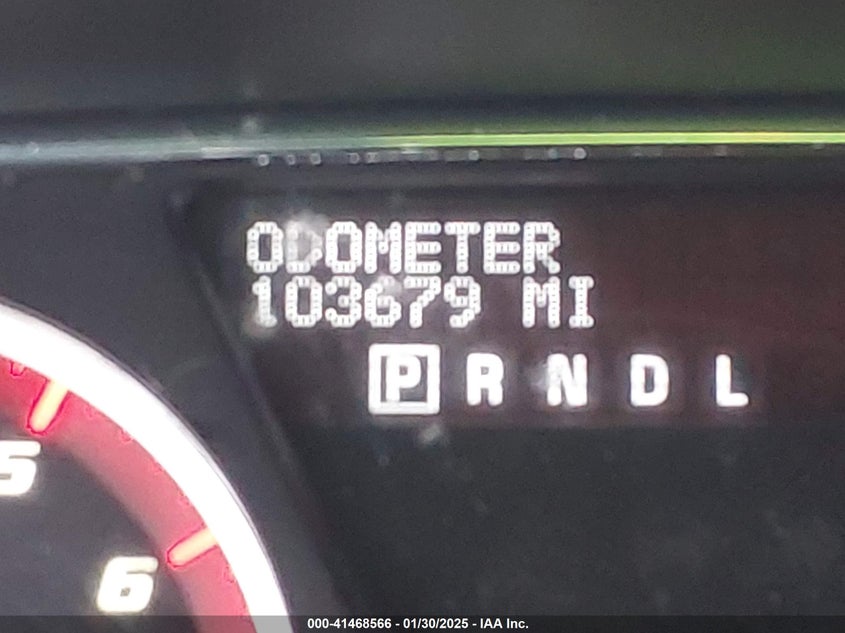 ODOMETER
103679 MI
P R N D L
5
6
000-41468566 - 01/30/2025 - IAA Inc.